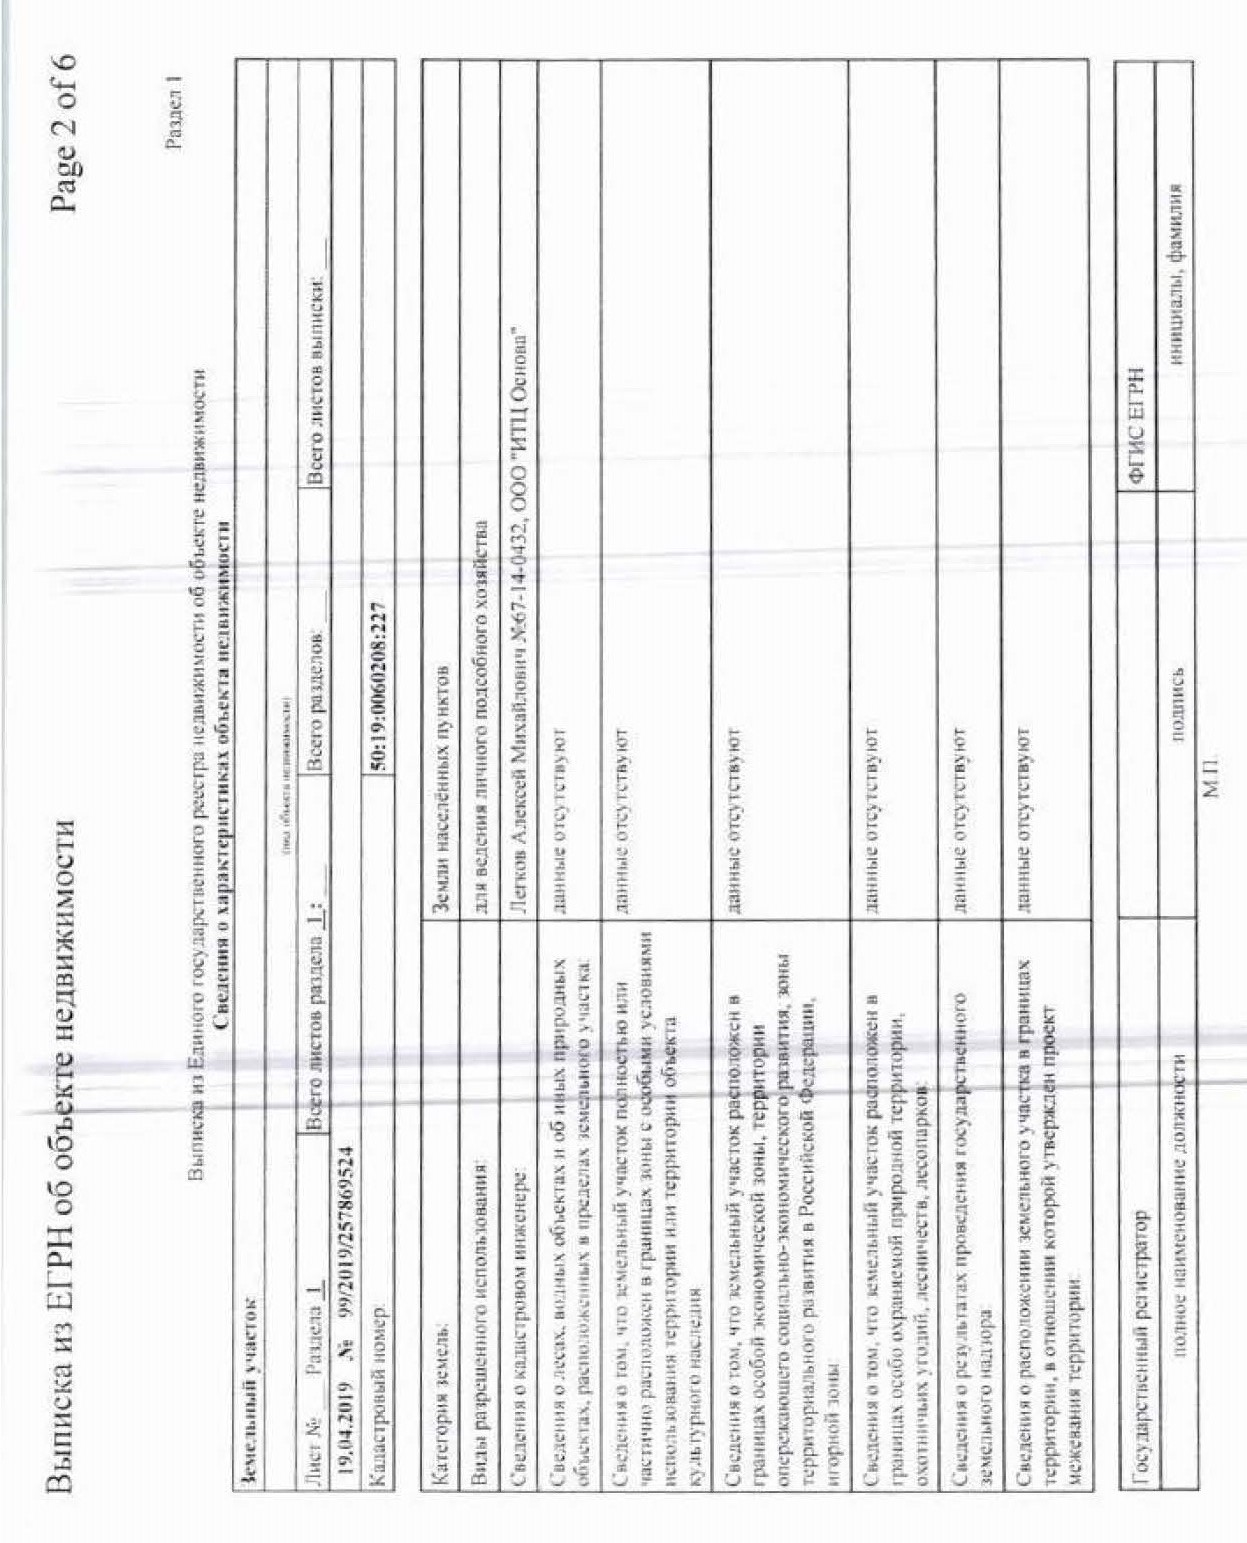 Выписка из ЕГРН об объекте недвижимости
Page 2 of 6
Раздел 1
Выписка из Единого государственного реестра недвижимости об объекте недвижимости
Сведения о характеристиках объекта недвижимости
Земельный участок
(вид объекта недвижимости)
Лист № ___ Раздела 1
Всего листов раздела 1 : ___
Всего разделов: ___
Всего листов выписки: ___
19.04.2019 № 99/2019/257869524
Кадастровый номер:
50:19:0060208:227
Категория земель:
Земли населённых пунктов
Виды разрешенного использования:
для ведения личного подсобного хозяйства
Сведения о кадастровом инженере:
Легков Алексей Михайлович №67-14-0432, ООО "ИТЦ Основа"
Сведения о лесах, водных объектах и об иных природных
объектах, расположенных в пределах земельного участка:
данные отсутствуют
Сведения о том, что земельный участок полностью или
частично расположен в границах зоны с особыми условиями
использования территории или территории объекта
культурного наследия
данные отсутствуют
Сведения о том, что земельный участок расположен в
границах особой экономической зоны, территории
опережающего социально-экономического развития, зоны
территориального развития в Российской Федерации,
игорной зоны:
данные отсутствуют
Сведения о том, что земельный участок расположен в
границах особо охраняемой природной территории,
охотничьих угодий, лесничеств, лесопарков:
данные отсутствуют
Сведения о результатах проведения государственного
земельного надзора
данные отсутствуют
Сведения о расположении земельного участка в границах
территории, в отношении которой утвержден проект
межевания территории:
данные отсутствуют
Государственный регистратор
ФГИС ЕГРН
полное наименование должности
подпись
инициалы, фамилия
М.П.